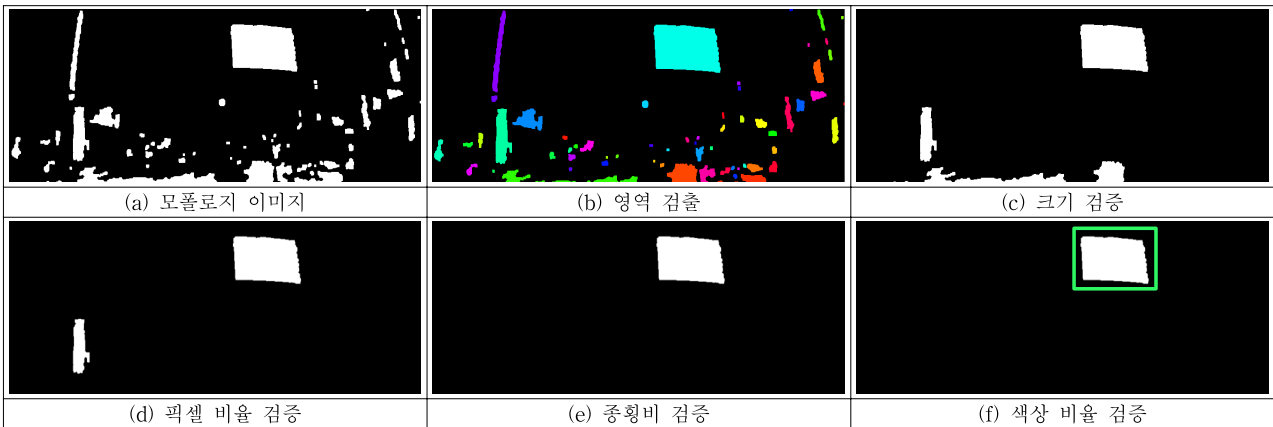 (a) 모폴로지 이미지
(b) 영역 검출
(c) 크기 검증
(d) 픽셀 비율 검증
(e) 종횡비 검증
(f) 색상 비율 검증